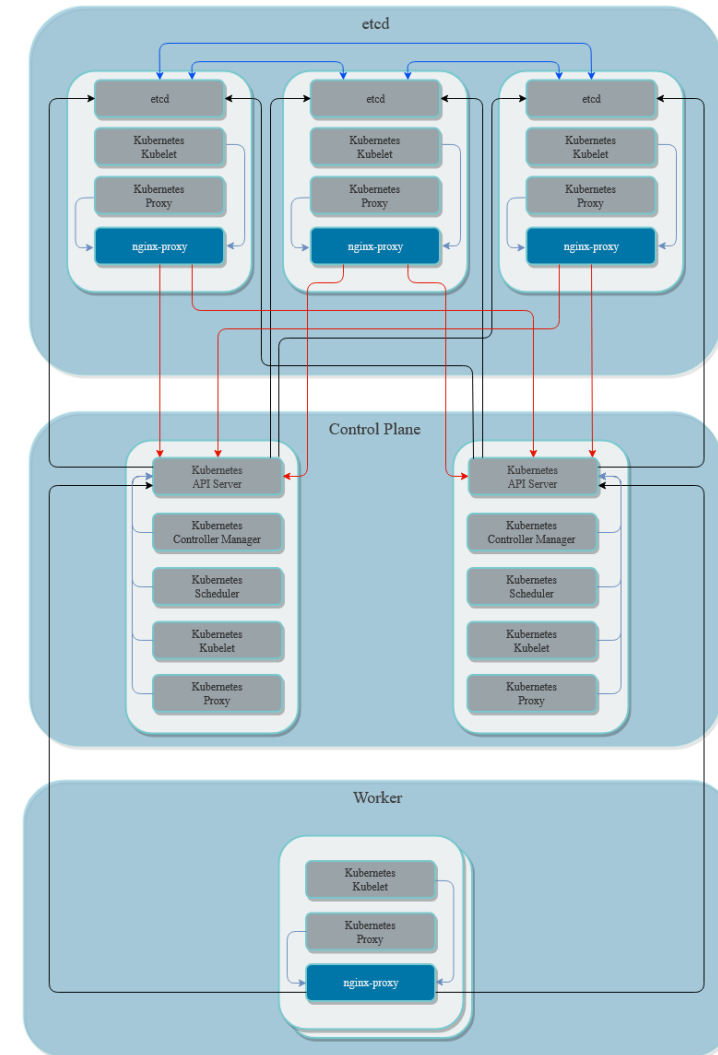 etcd
etcd
Kubernetes
Kubelet
Kubernetes
Proxy
nginx-proxy
etcd
Kubernetes
Kubelet
Kubernetes
Proxy
nginx-proxy
etcd
Kubernetes
Kubelet
Kubernetes
Proxy
nginx-proxy
Control Plane
Kubernetes
API Server
Kubernetes
Controller Manager
Kubernetes
Scheduler
Kubernetes
Kubelet
Kubernetes
Proxy
Kubernetes
API Server
Kubernetes
Controller Manager
Kubernetes
Scheduler
Kubernetes
Kubelet
Kubernetes
Proxy
Worker
Kubernetes
Kubelet
Kubernetes
Proxy
nginx-proxy